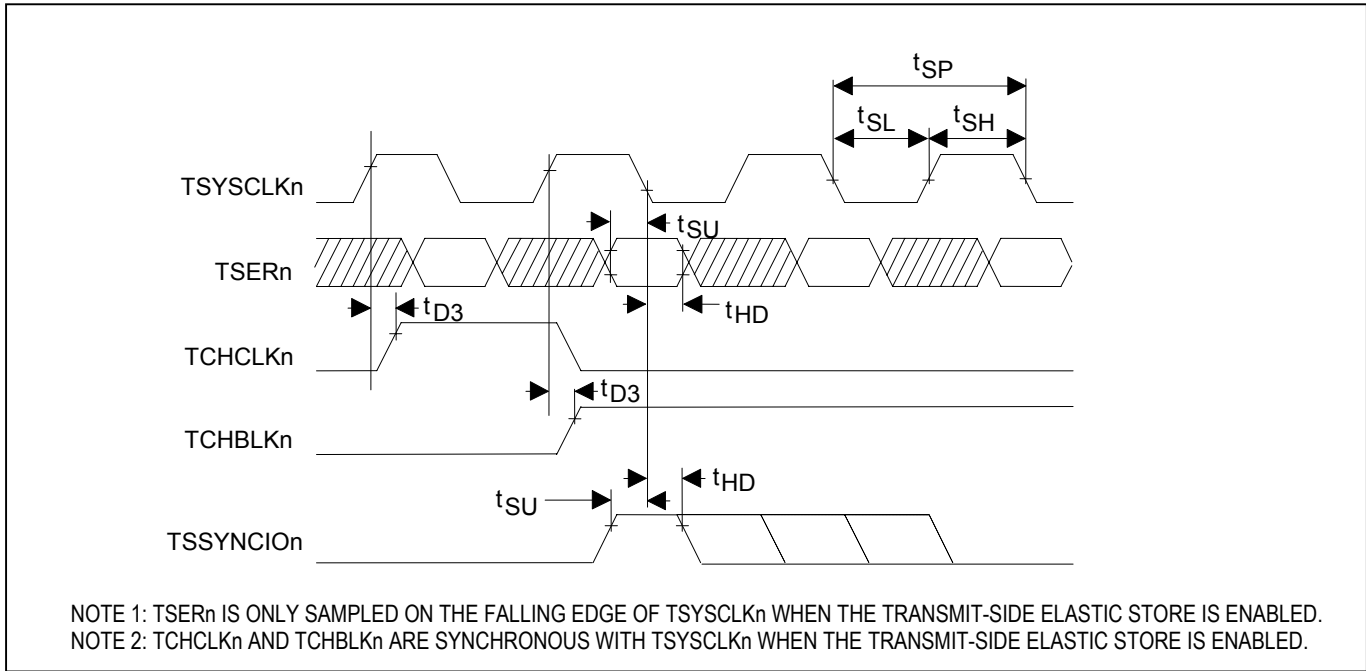 tSP
tSL
tSH
TSYSCLKn
tSU
TSERn
tD3
tHD
TCHCLKn
tD3
TCHBLKn
tHD
tSU
TSSYNCIOn
NOTE 1: TSERn IS ONLY SAMPLED ON THE FALLING EDGE OF TSYSCLKn WHEN THE TRANSMIT-SIDE ELASTIC STORE IS ENABLED.
NOTE 2: TCHCLKn AND TCHBLKn ARE SYNCHRONOUS WITH TSYSCLKn WHEN THE TRANSMIT-SIDE ELASTIC STORE IS ENABLED.